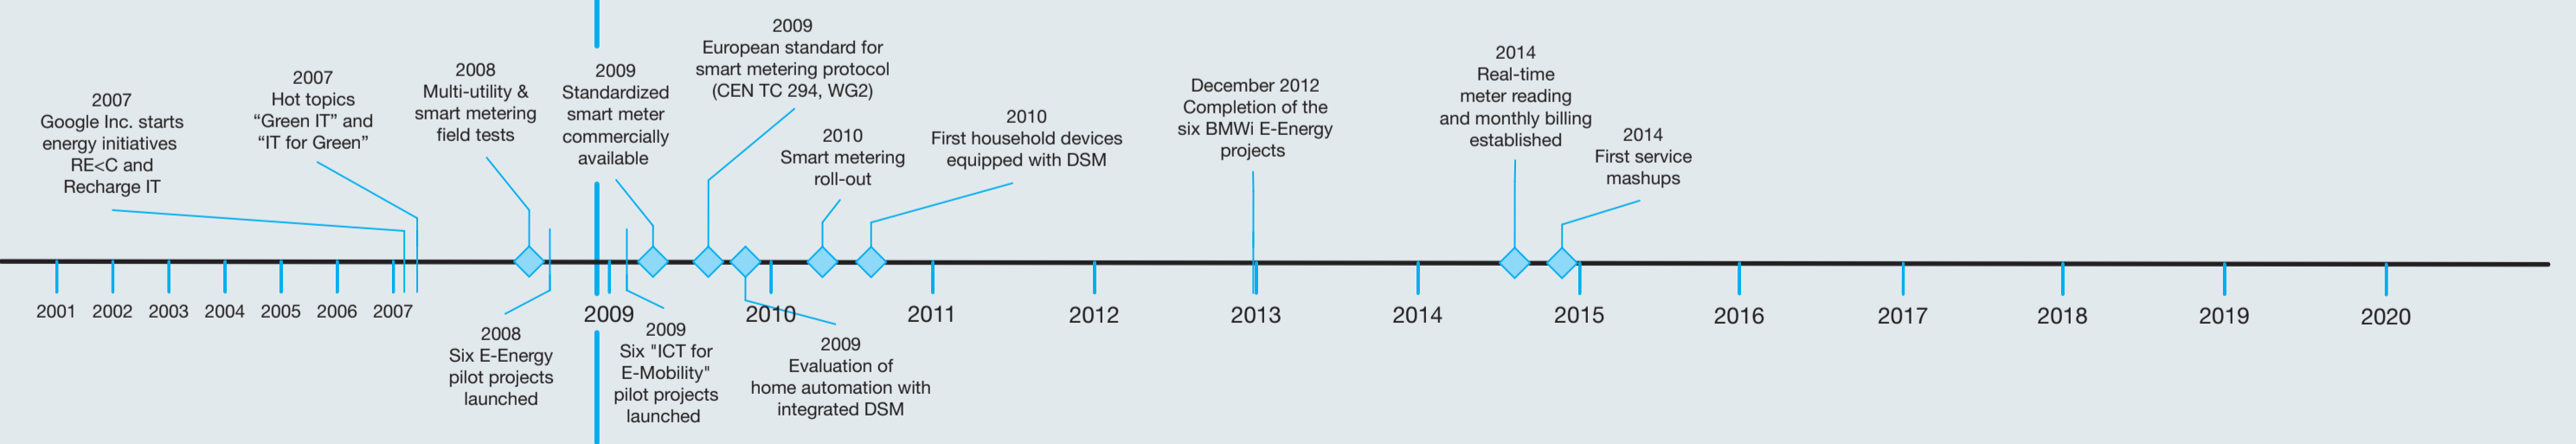 2007
Google Inc. starts
energy initiatives
RE<C and
Recharge IT
2007
Hot topics
“Green IT” and
“IT for Green”
2008
Multi-utility &
smart metering
field tests
2009
Standardized
smart meter
commercially
available
2009
European standard for
smart metering protocol
(CEN TC 294, WG2)
2010
Smart metering
roll-out
2010
First household devices
equipped with DSM
December 2012
Completion of the
six BMWi E-Energy
projects
2014
Real-time
meter reading
and monthly billing
established
2014
First service
mashups
2001 2002 2003 2004 2005 2006 2007 2009 2010 2011 2012 2013 2014 2015 2016 2017 2018 2019 2020
2008
Six E-Energy
pilot projects
launched
2009
Six "ICT for
E-Mobility"
pilot projects
launched
2009
Evaluation of
home automation with
integrated DSM